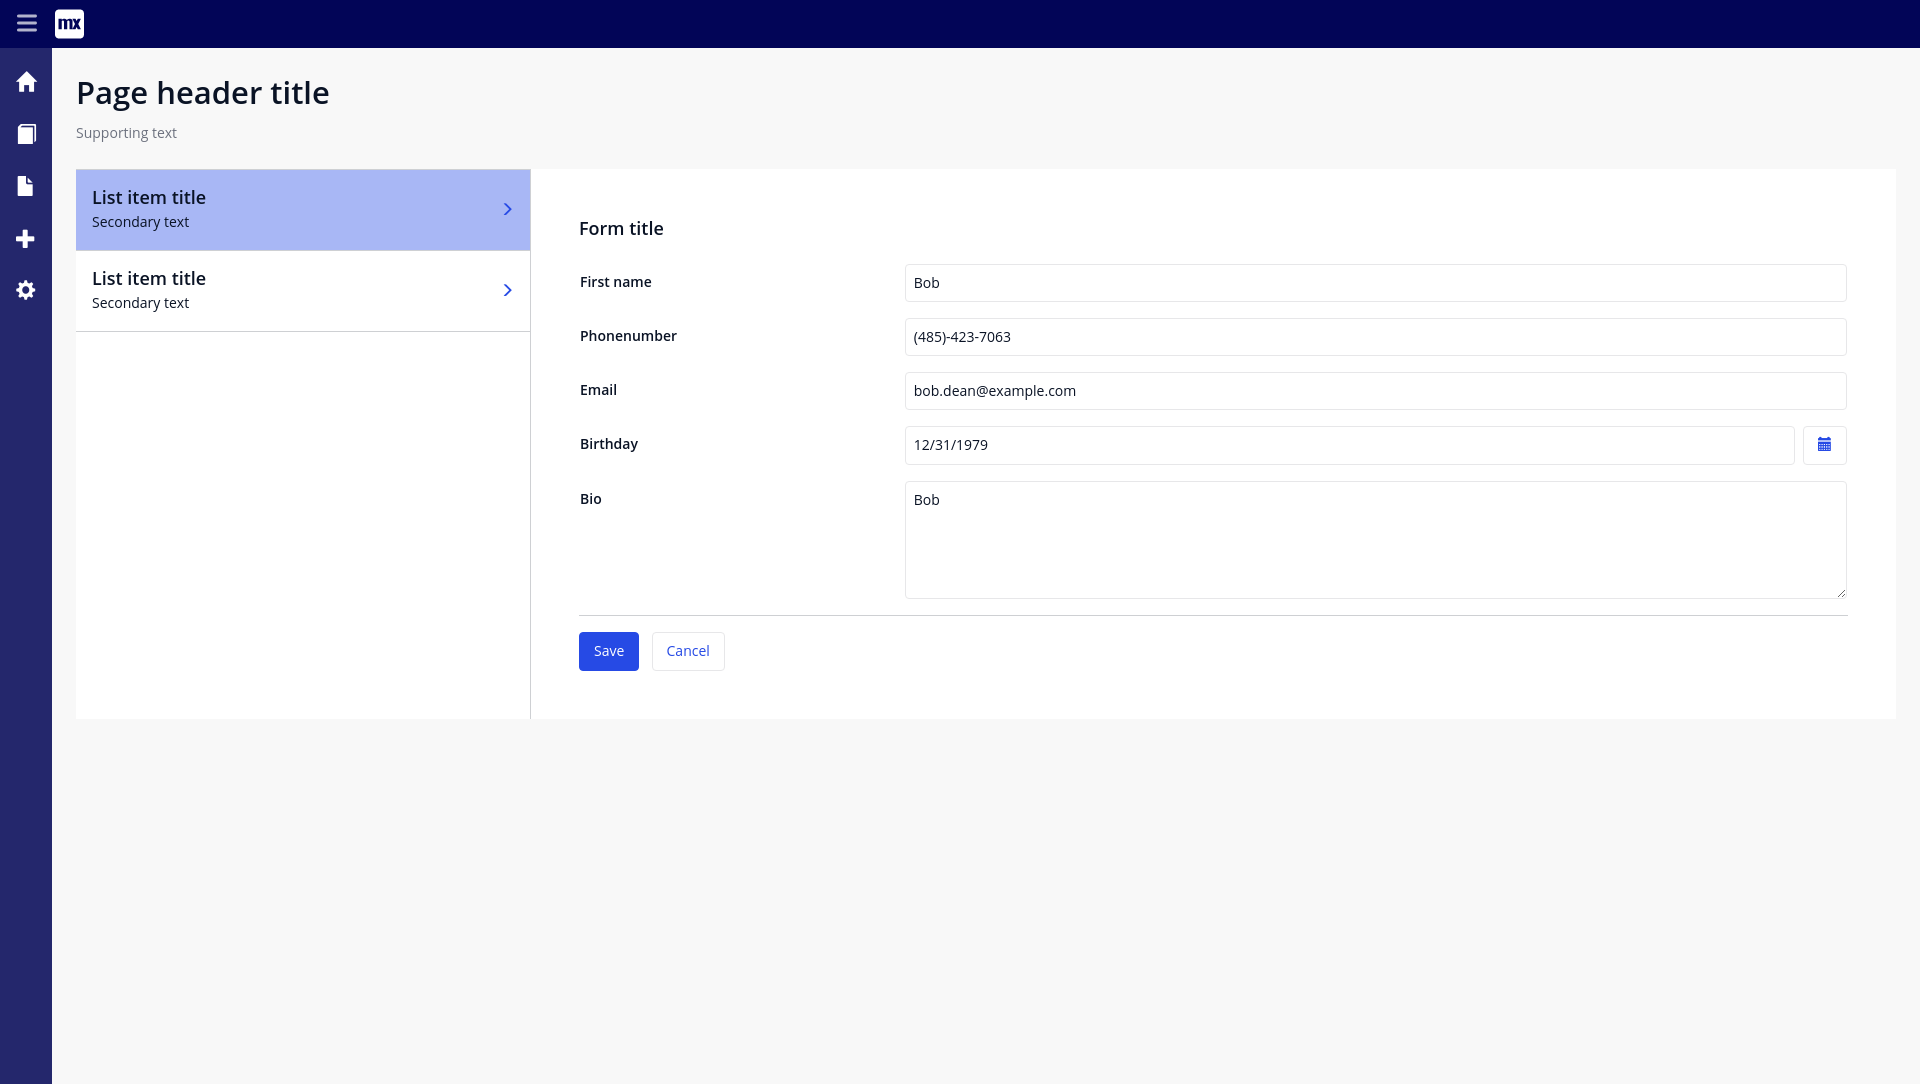 mx
Page header title
Supporting text
List item title
Secondary text
List item title
Secondary text
Form title
First name
Bob
Phonenumber
(485)-423-7063
Email
bob.dean@example.com
Birthday
12/31/1979
Bio
Bob
Save
Cancel